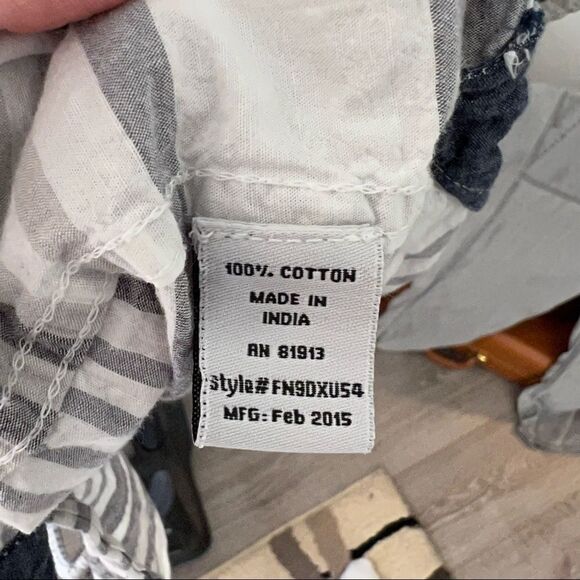 100% COTTON
MADE IN
INDIA
RN 81913
Style# FN9DXU54
MFG: Feb 2015